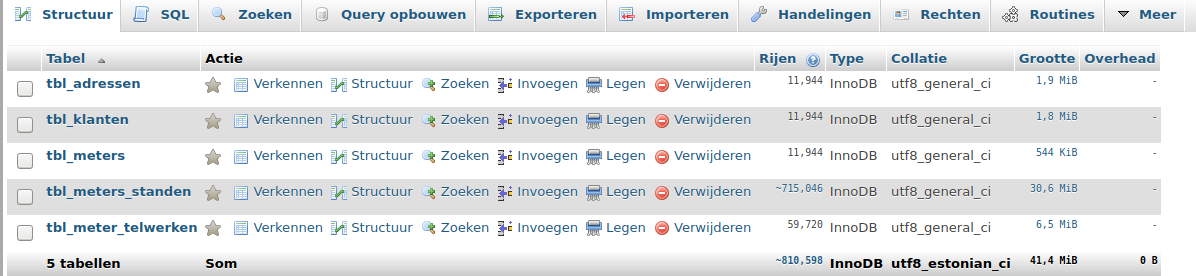 Structuur SQL Zoeken Query opbouwen Exporteren Importeren Handelingen Rechten Routines Meer
Tabel Actie Rijen Type Collatie Grootte Overhead
tbl_adressen Verkennen Structuur Zoeken Invoegen Legen Verwijderen 11,944 InnoDB utf8_general_ci 1,9 MiB -
tbl_klanten Verkennen Structuur Zoeken Invoegen Legen Verwijderen 11,944 InnoDB utf8_general_ci 1,8 MiB -
tbl_meters Verkennen Structuur Zoeken Invoegen Legen Verwijderen 11,944 InnoDB utf8_general_ci 544 KiB -
tbl_meters_standen Verkennen Structuur Zoeken Invoegen Legen Verwijderen ~715,046 InnoDB utf8_general_ci 30,6 MiB -
tbl_meter_telwerken Verkennen Structuur Zoeken Invoegen Legen Verwijderen 59,720 InnoDB utf8_general_ci 6,5 MiB -
5 tabellen Som ~810,598 InnoDB utf8_estonian_ci 41,4 MiB 0 B